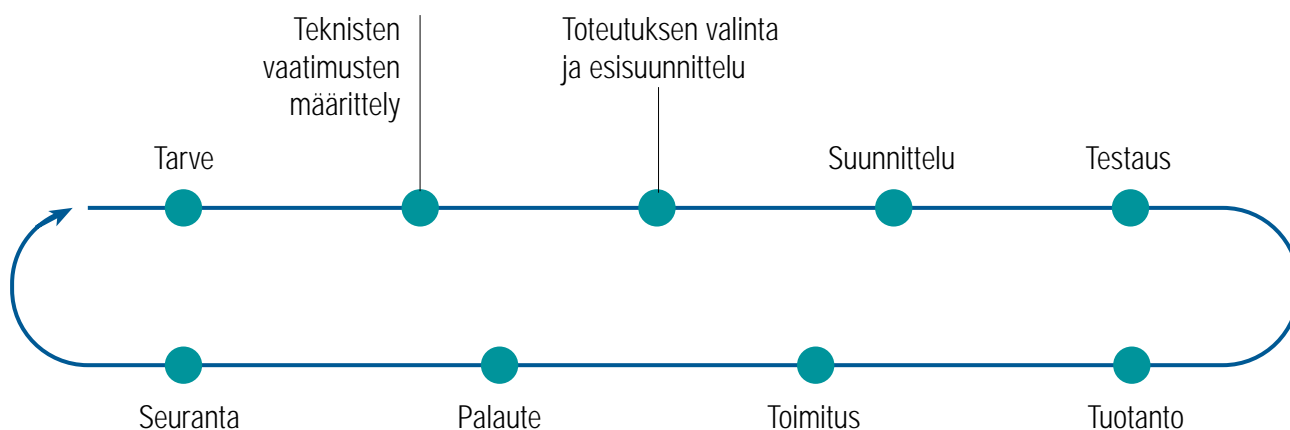 Teknisten
vaatimusten
määrittely
Toteutuksen valinta
ja esisuunnittelu
Tarve
Suunnittelu
Testaus
Seuranta
Palaute
Toimitus
Tuotanto